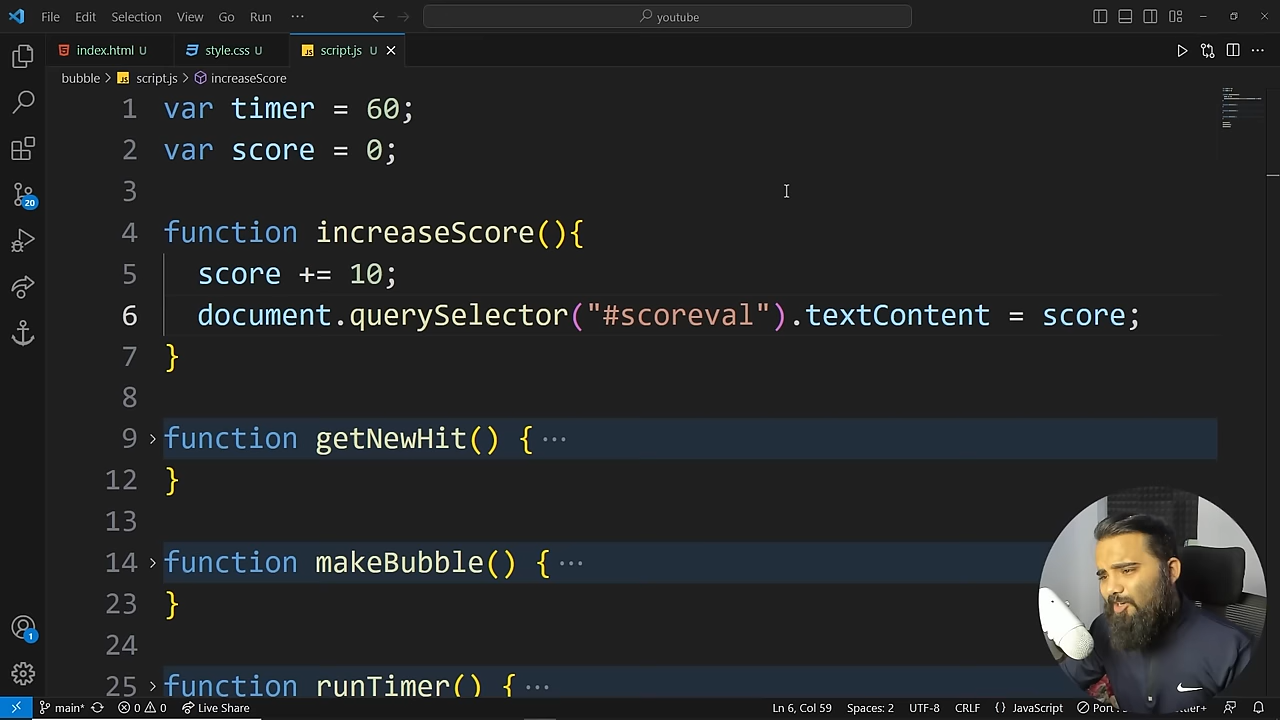 File Edit Selection View Go Run ··· youtube
index.html U style.css U script.js U
bubble > script.js > increaseScore
1 var timer = 60;
2 var score = 0;
3
4 function increaseScore(){
5 score += 10;
6 document.querySelector("#scoreval").textContent = score;
7 }
8
9 function getNewHit() { ···
12 }
13
14 function makeBubble() { ···
23 }
24
25 function runTimer() { ···
20
1
main* 0 0 Live Share Ln 6, Col 59 Spaces: 2 UTF-8 CRLF {} JavaScript